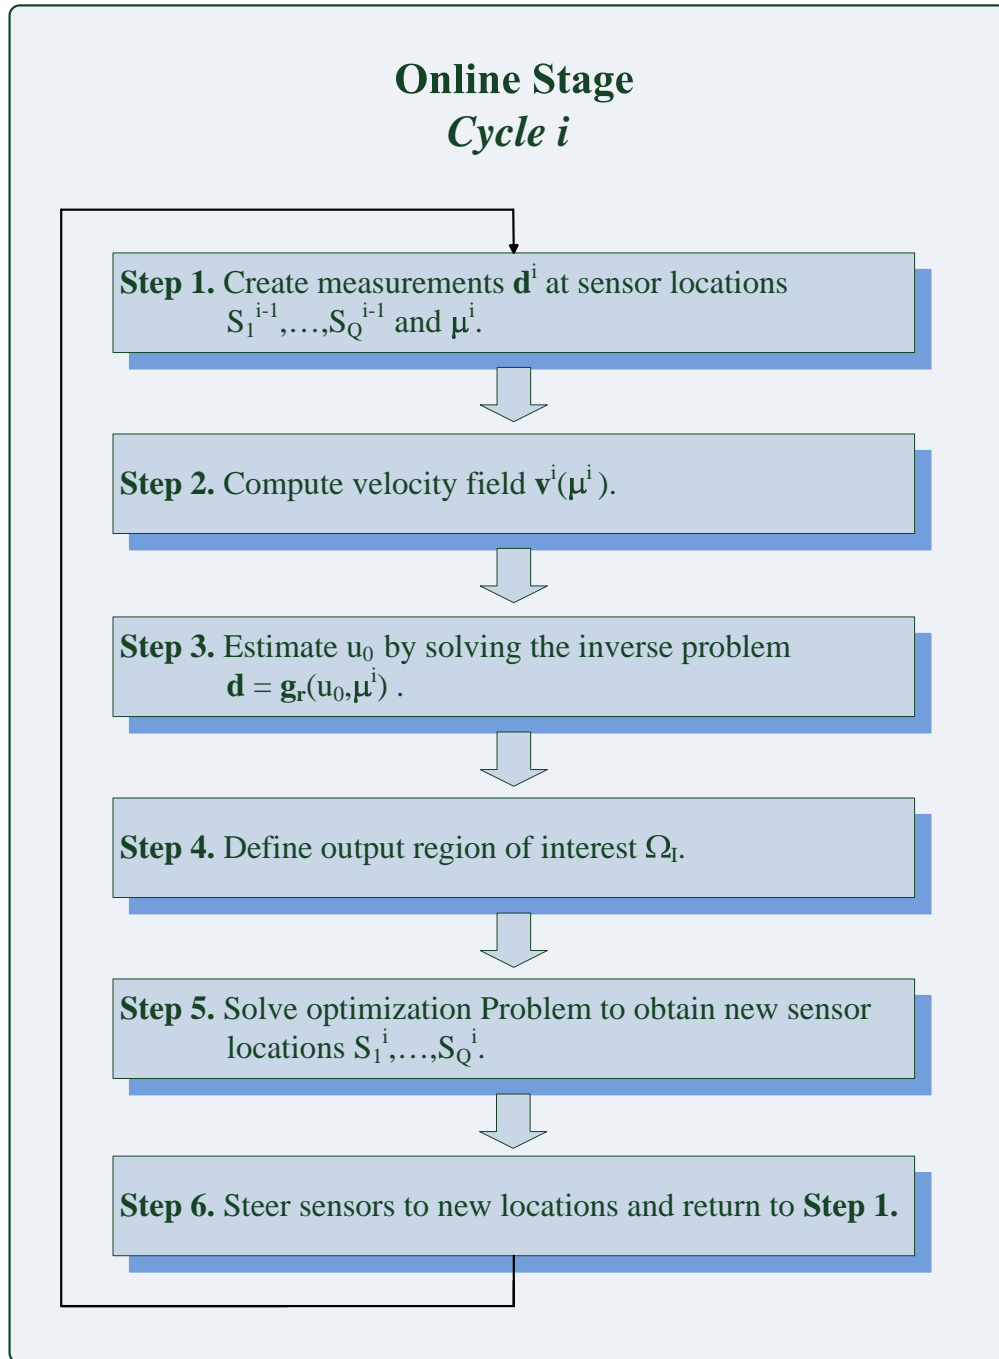 Online Stage
Cycle i
Step 1. Create measurements dⁱ at sensor locations
S₁ⁱ⁻¹,…,S_Qⁱ⁻¹ and μⁱ.
Step 2. Compute velocity field vⁱ(μⁱ ).
Step 3. Estimate u₀ by solving the inverse problem
d = gᵣ(u₀,μⁱ) .
Step 4. Define output region of interest Ω_I.
Step 5. Solve optimization Problem to obtain new sensor
locations S₁ⁱ,…,S_Qⁱ.
Step 6. Steer sensors to new locations and return to Step 1.